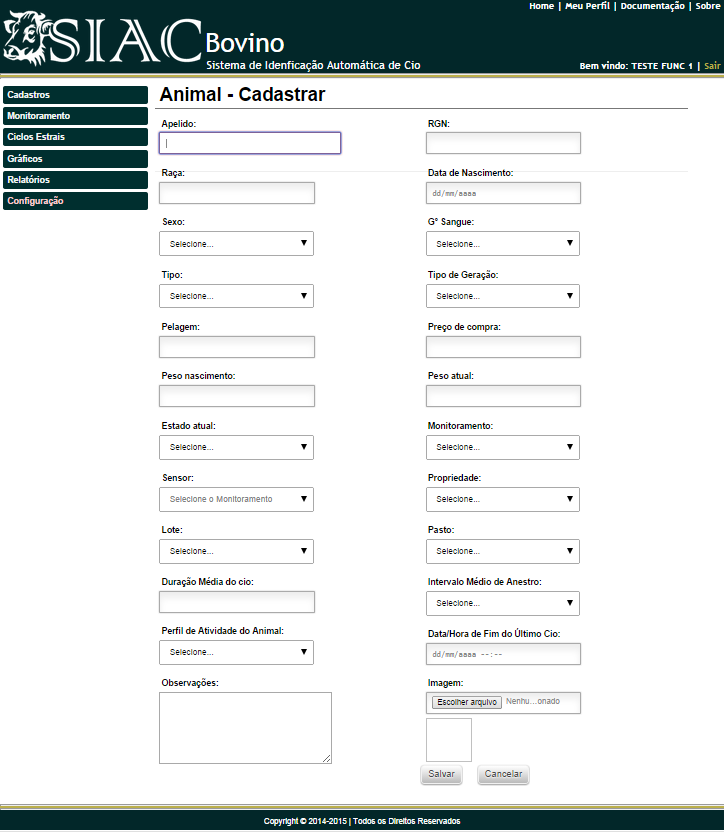 Home | Meu Perfil | Documentação | Sobre
SIAC Bovino
Sistema de Idenficação Automática de Cio
Bem vindo: TESTE FUNC 1 | Sair
Cadastros
Monitoramento
Ciclos Estrais
Gráficos
Relatórios
Configuração
Animal - Cadastrar
Apelido: RGN:
Raça: Data de Nascimento:
dd/mm/aaaa
Sexo: G° Sangue:
Selecione... Selecione...
Tipo: Tipo de Geração:
Selecione... Selecione...
Pelagem: Preço de compra:
Peso nascimento: Peso atual:
Estado atual: Monitoramento:
Selecione... Selecione...
Sensor: Propriedade:
Selecione o Monitoramento Selecione...
Lote: Pasto:
Selecione... Selecione...
Duração Média do cio: Intervalo Médio de Anestro:
Selecione...
Perfil de Atividade do Animal: Data/Hora de Fim do Último Cio:
Selecione... dd/mm/aaaa --:--
Observações: Imagem:
Escolher arquivo Nenhu...onado
Salvar Cancelar
Copyright © 2014-2015 | Todos os Direitos Reservados